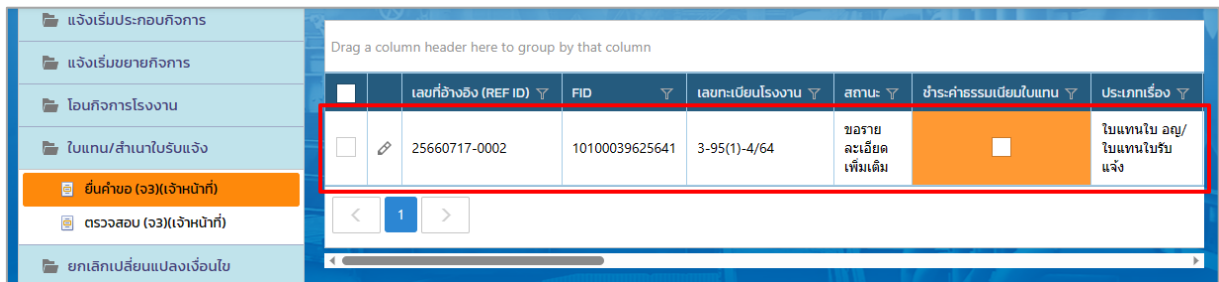 แจ้งเริ่มประกอบกิจการ
แจ้งเริ่มขยายกิจการ
โอนกิจการโรงงาน
ใบแทน/สำเนาใบรับแจ้ง
ยื่นคำขอ (จ3)(เจ้าหน้าที่)
ตรวจสอบ (จ3)(เจ้าหน้าที่)
ยกเลิกเปลี่ยนแปลงเงื่อนไข
Drag a column header here to group by that column
เลขที่อ้างอิง (REF ID) FID เลขทะเบียนโรงงาน สถานะ ชำระค่าธรรมเนียมใบแทน ประเภทเรื่อง
25660717-0002 10100039625641 3-95(1)-4/64
ขอราย
ละเอียด
เพิ่มเติม
ใบแทนใบ อญ/
ใบแทนใบรับ
แจ้ง
1